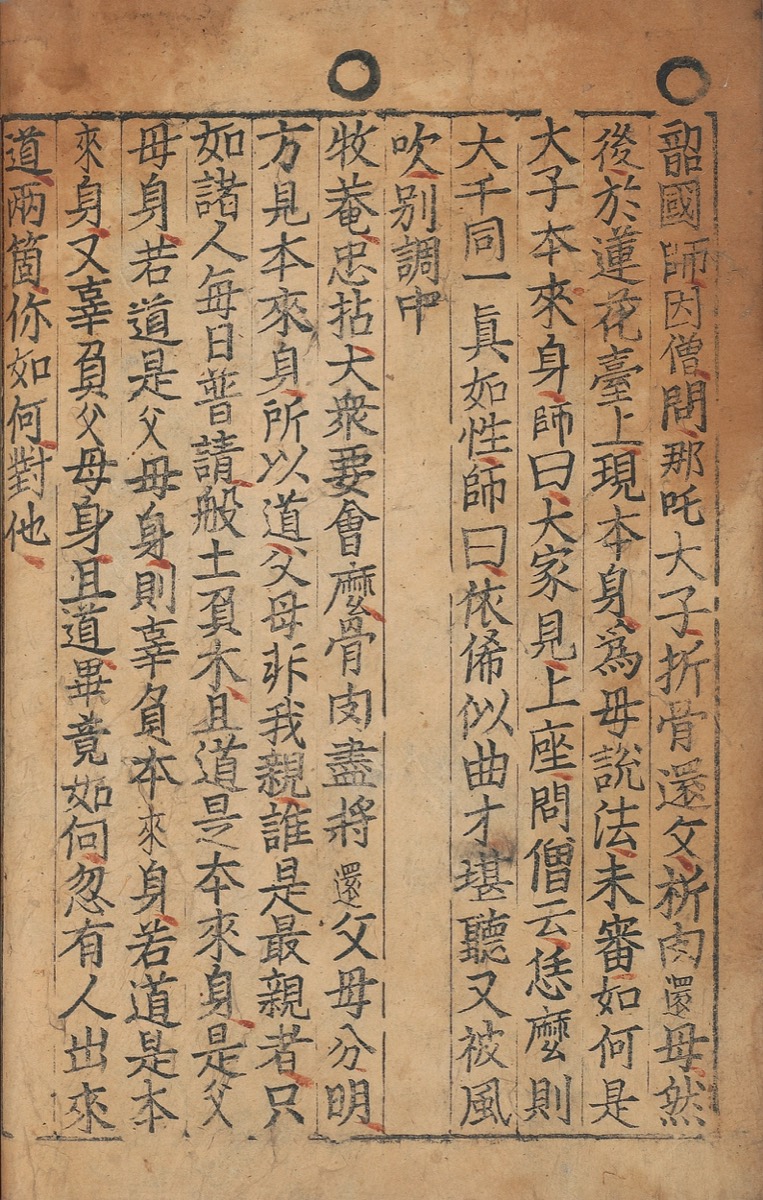 韶國師因僧問那吒大子折骨還父析肉還母然
後於蓮花臺上現本身爲母說法未審如何是
大子本來身師曰大家見上座問僧云恁麼則
大千同一眞如性師曰依俙似曲才堪聽又被風
吹別調中
牧菴忠拈大衆要會麼骨肉盡將還父母分明
方見本來身所以道父母非我親誰是最親者只
如諸人每日普請般土負木且道是本來身是父
母身若道是父母身則辜負本來身若道是本
來身又辜負父母身且道畢竟如何忽有人出來
道兩箇你如何對他